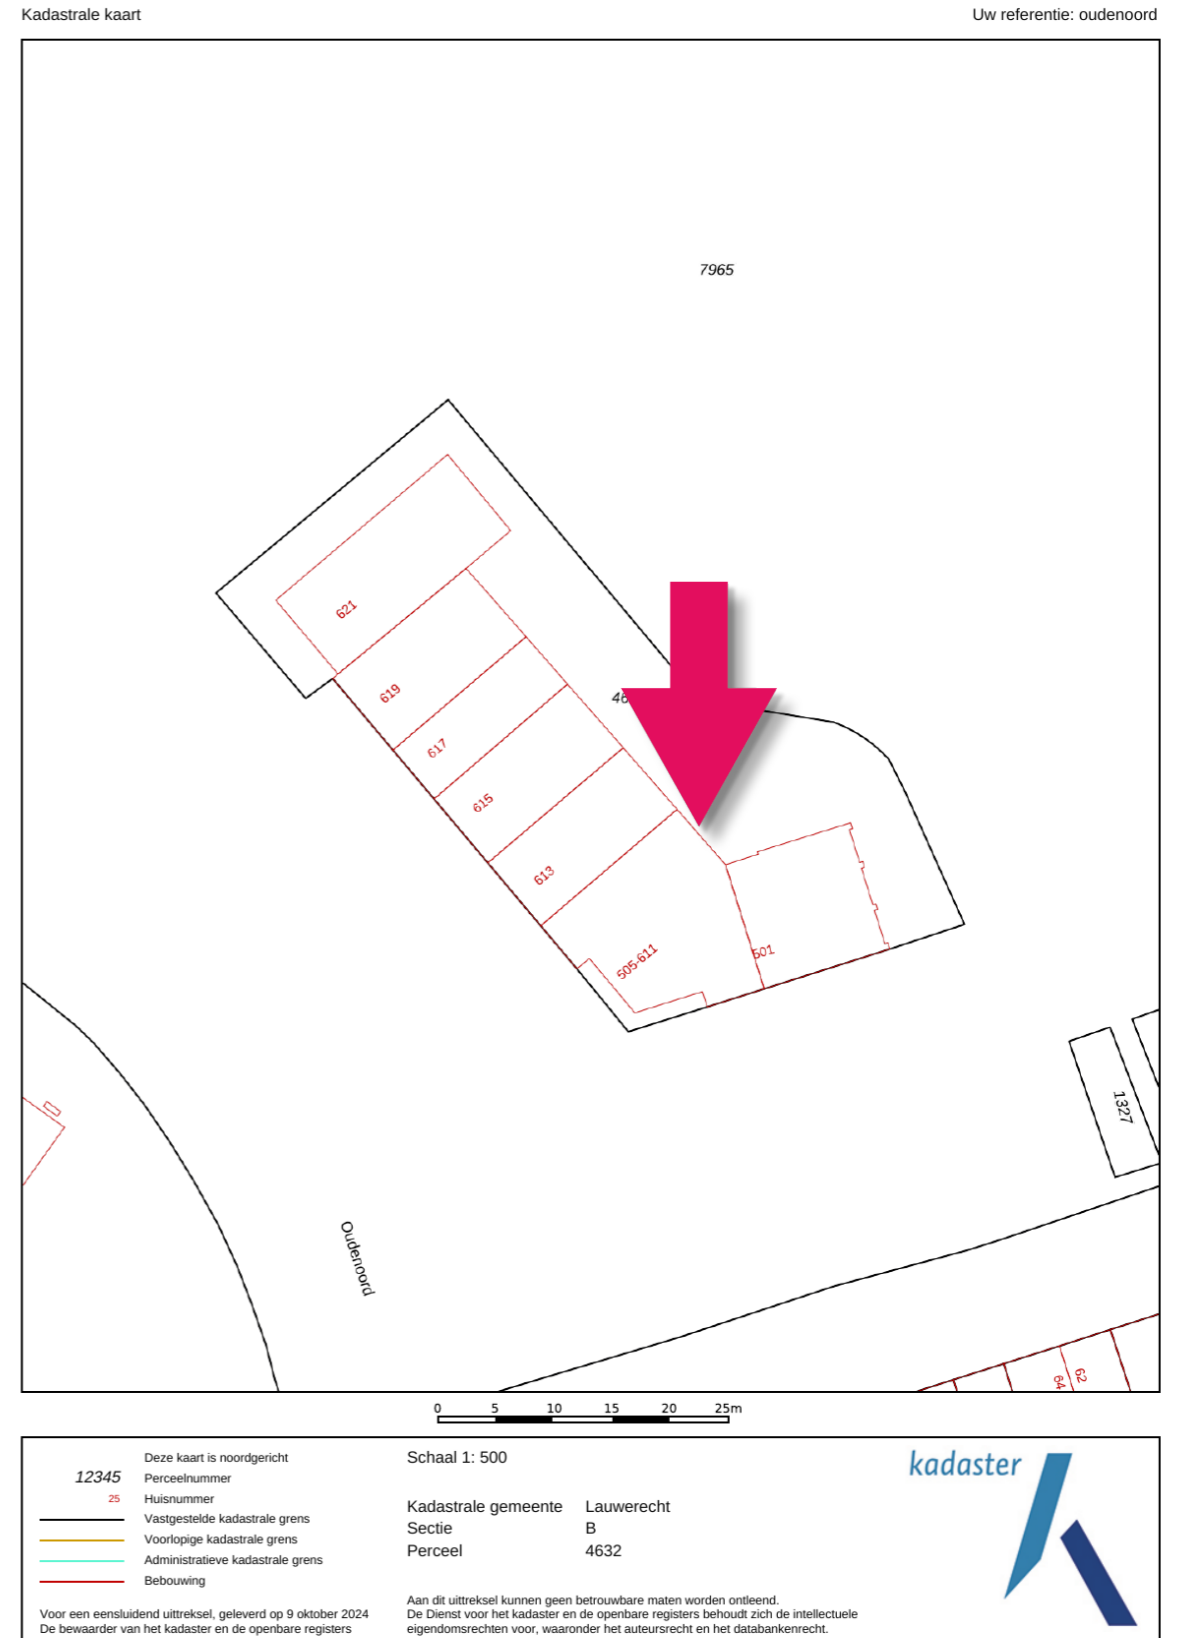 Kadastrale kaart
Uw referentie: oudenoord
7965
621
619
46
617
615
613
505-611
501
1327
Oudenoord
62
64
0 5 10 15 20 25m
Deze kaart is noordgericht
12345 Perceelnummer
25 Huisnummer
Vastgestelde kadastrale grens
Voorlopige kadastrale grens
Administratieve kadastrale grens
Bebouwing
Voor een eensluidend uittreksel, geleverd op 9 oktober 2024
De bewaarder van het kadaster en de openbare registers
Schaal 1: 500
Kadastrale gemeente Lauwerecht
Sectie B
Perceel 4632
Aan dit uittreksel kunnen geen betrouwbare maten worden ontleend.
De Dienst voor het kadaster en de openbare registers behoudt zich de intellectuele
eigendomsrechten voor, waaronder het auteursrecht en het databankenrecht.
kadaster